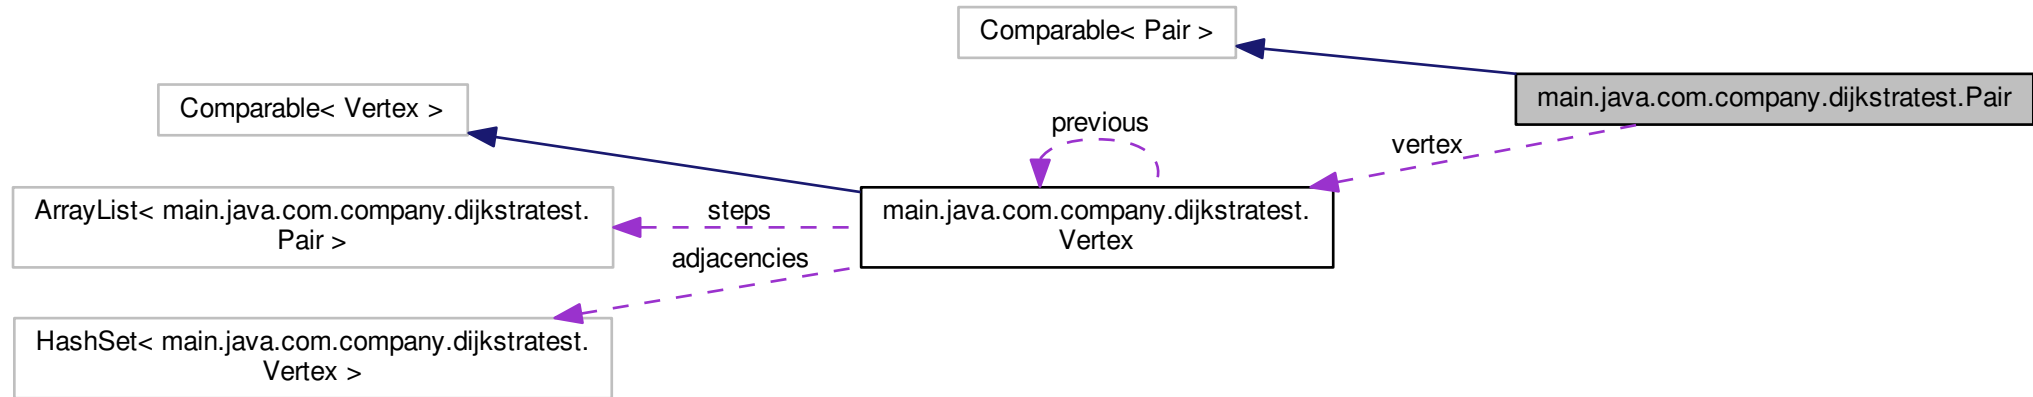 Comparable< Pair >
main.java.com.company.dijkstratest.Pair
Comparable< Vertex >
previous
vertex
ArrayList< main.java.com.company.dijkstratest.
Pair >
steps
main.java.com.company.dijkstratest.
Vertex
adjacencies
HashSet< main.java.com.company.dijkstratest.
Vertex >